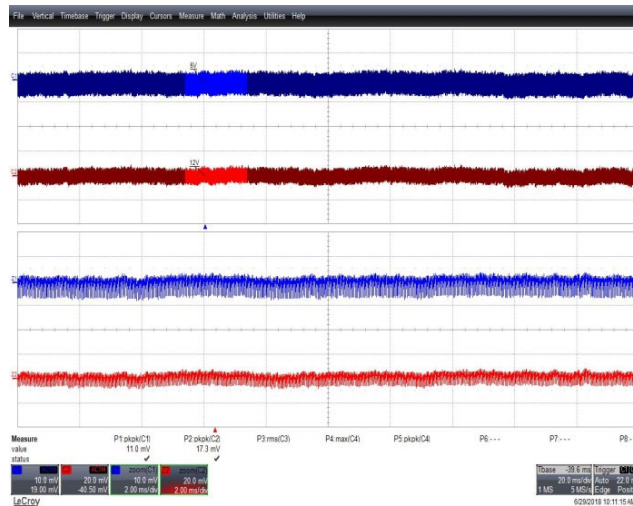 File Vertical Timebase Trigger Display Cursors Measure Math Analysis Utilities Help
12V
Measure P1:pkpk(C1) P2:pkpk(C2) P3:rms(C3) P4:max(C4) P5:pkpk(C4) P6:- - - P7:- - - P8:-
value 11.0 mV 17.3 mV
status ✓ ✓
zoom(C1) zoom(C2)
10.0 mV 20.0 mV 10.0 mV 20.0 mV
19.00 mV -40.50 mV 2.00 ms/div 2.00 ms/div
Tbase -39.6 ms Trigger
20.0 ms/div Auto 22.0
1 MS 5 MS/s Edge Posi
LeCroy
6/29/2018 10:11:15 AM